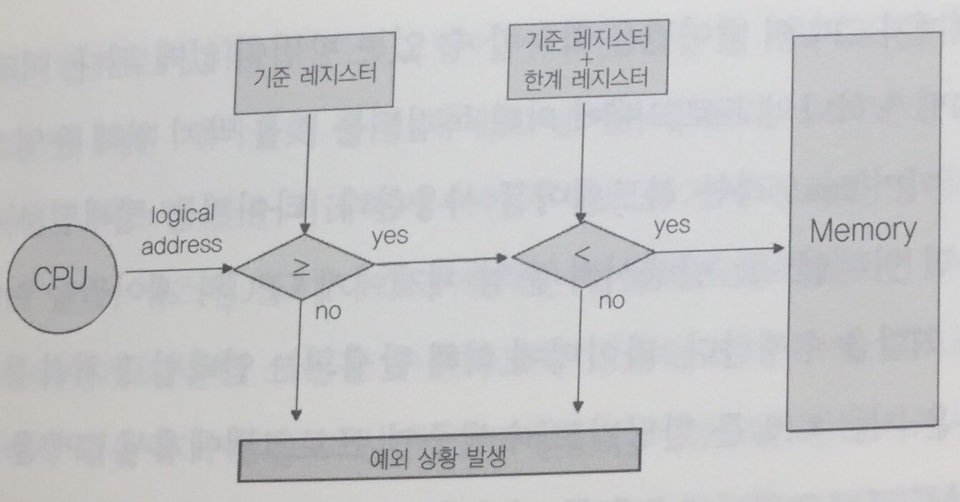 기준 레지스터
기준 레지스터
+
한계 레지스터
logical
address
CPU
≥
yes
no
<
yes
no
Memory
예외 상황 발생